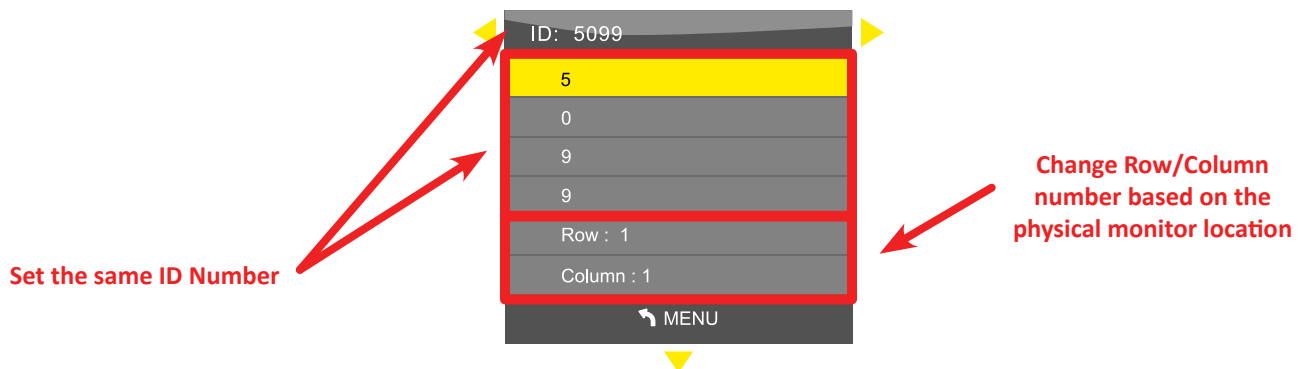 ID: 5099
5
0
9
9
Row : 1
Column : 1
MENU
Set the same ID Number
Change Row/Column
number based on the
physical monitor location